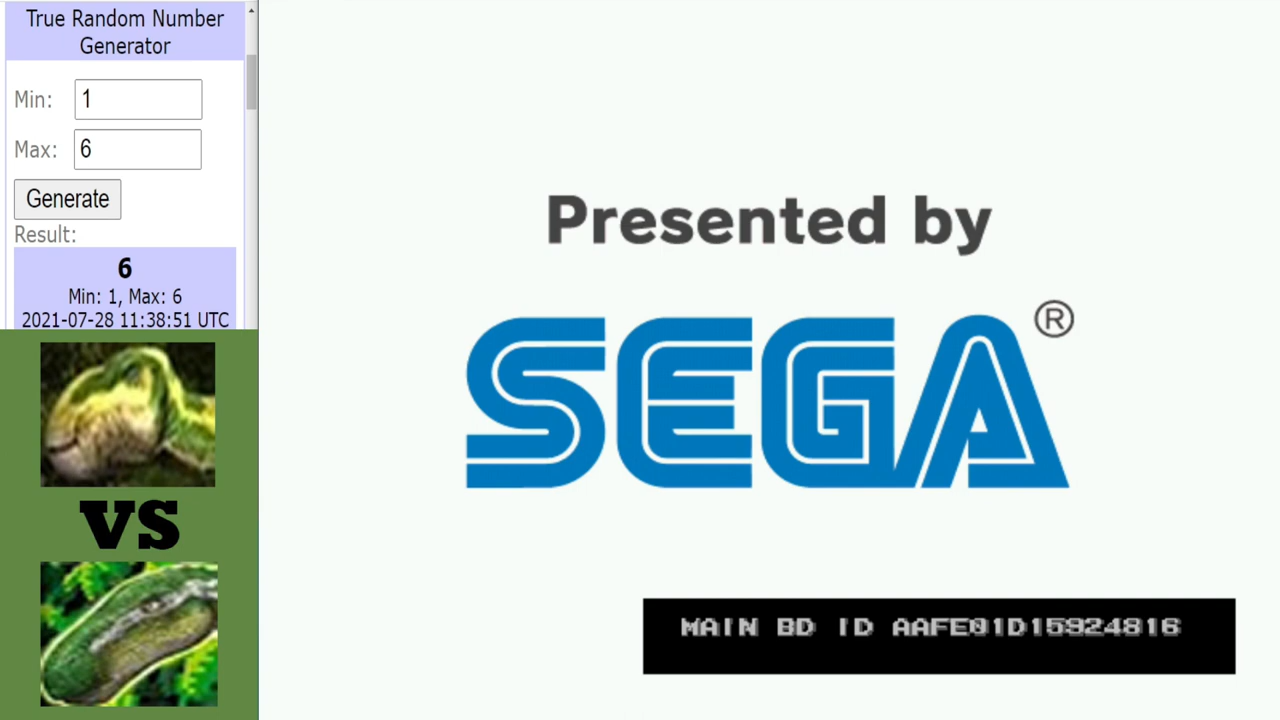 True Random Number
Generator
Min: 1
Max: 6
Generate
Result:
6
Min: 1, Max: 6
2021-07-28 11:38:51 UTC
VS
Presented by
SEGA®
MAIN BD ID AAFE01D15924816